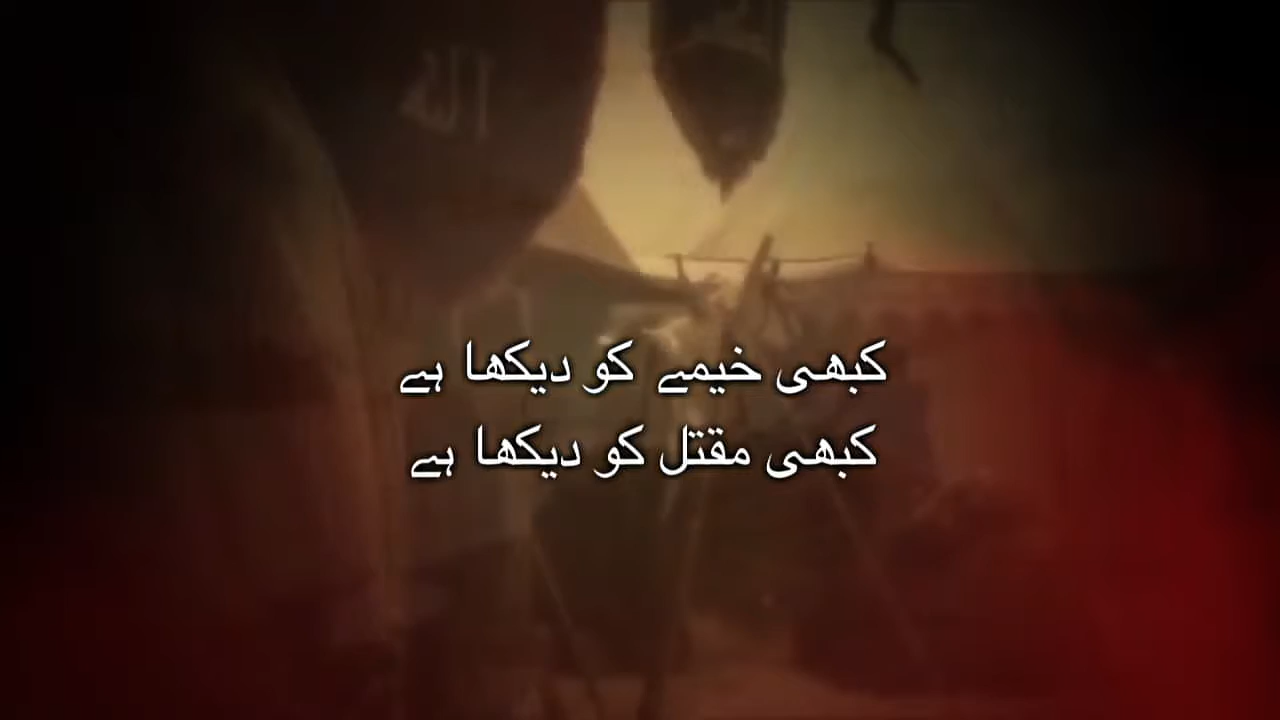 کبھی خیمے کو دیکھا ہے
کبھی مقتل کو دیکھا ہے